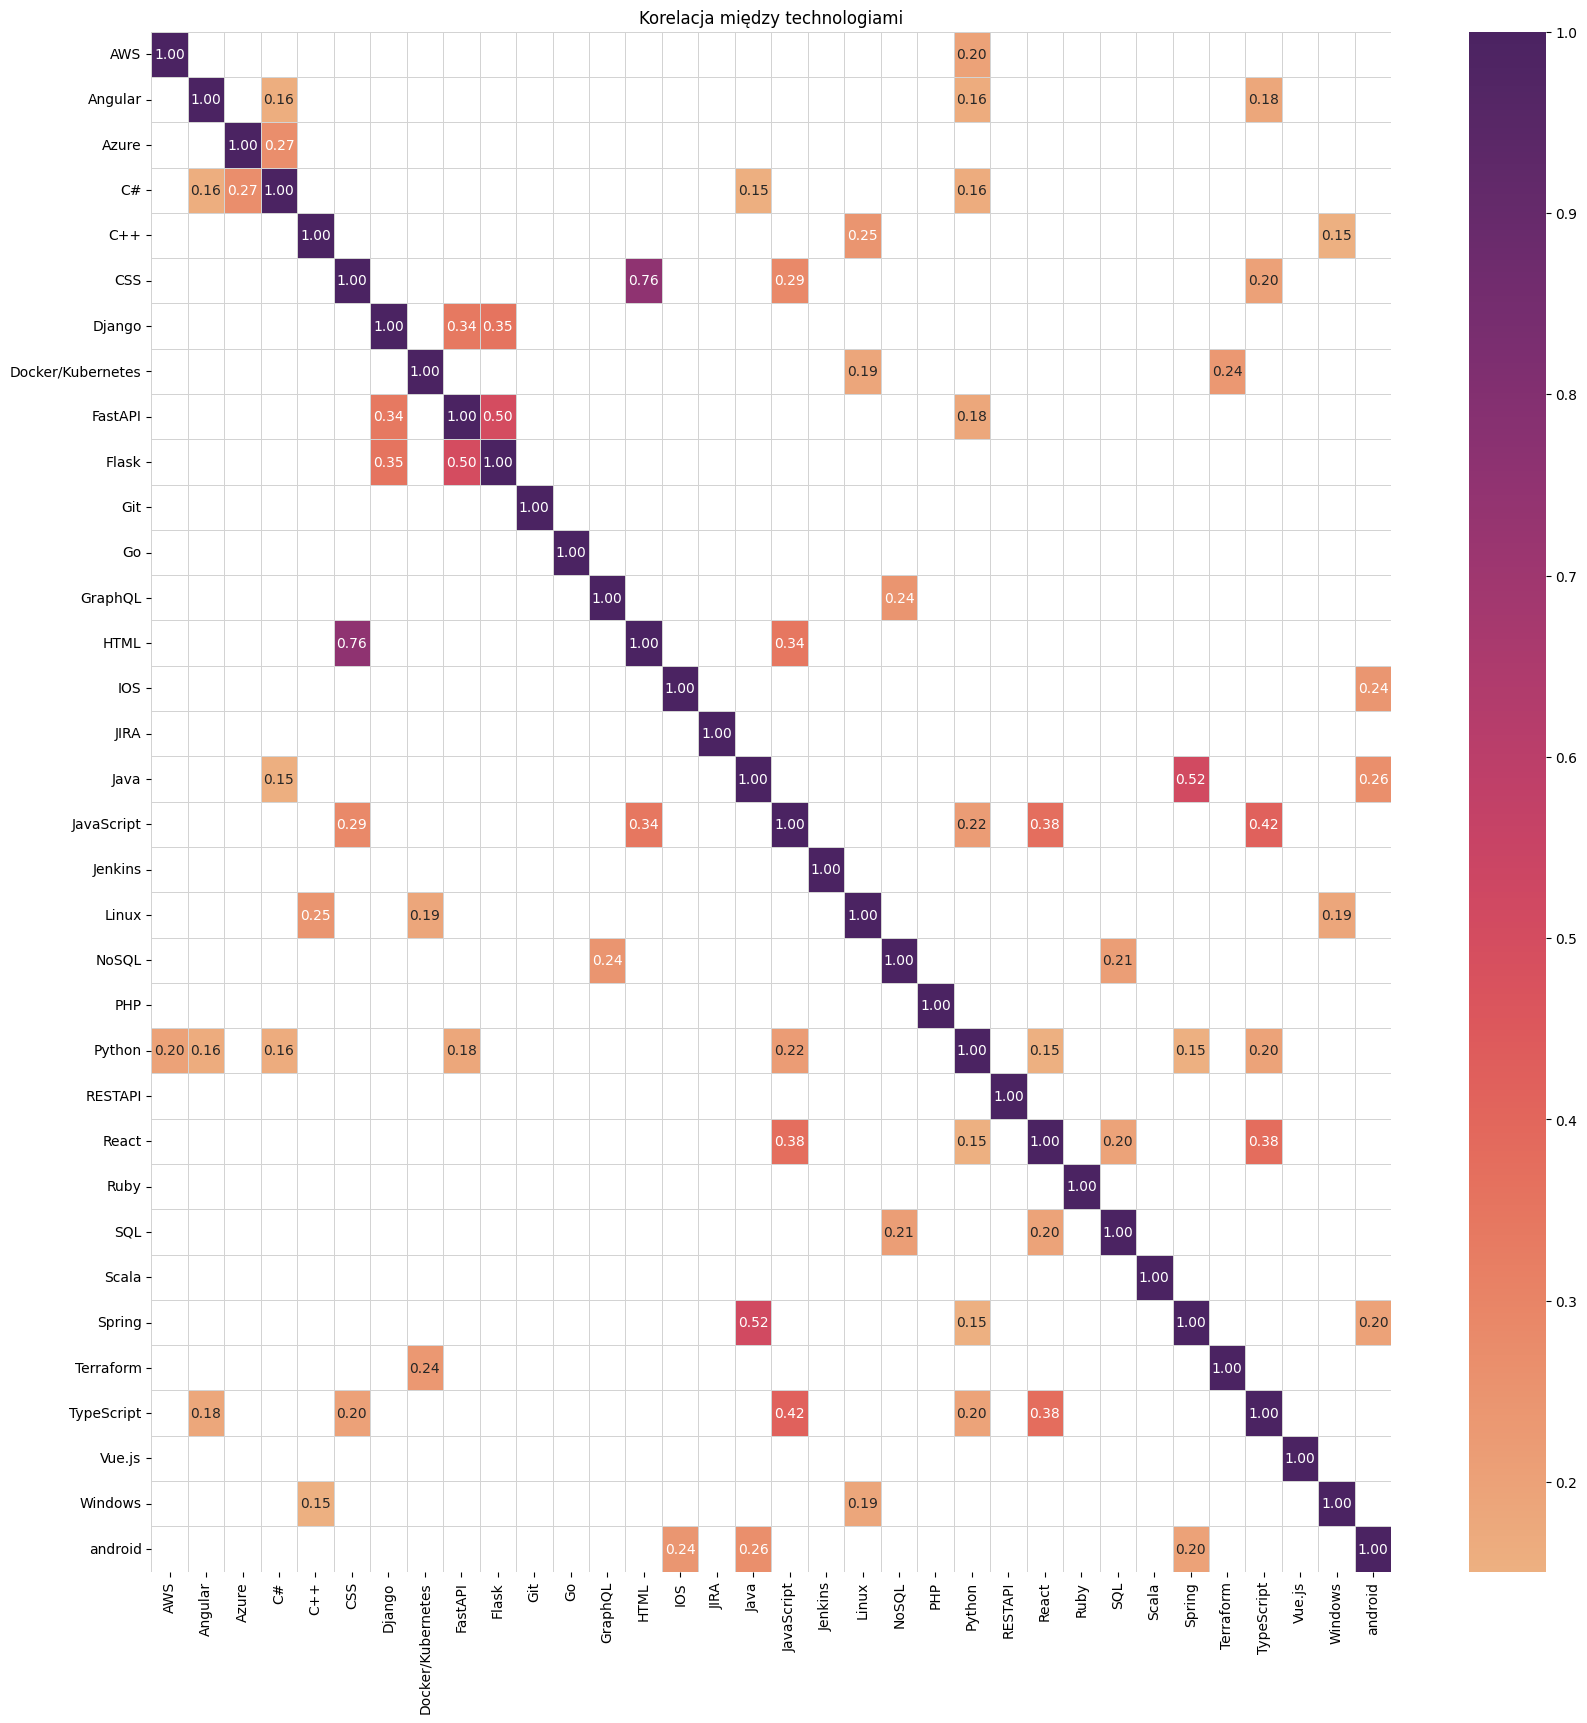 Korelacja między technologiami
AWS 1.00 0.20
Angular 1.00 0.16 0.16 0.18
Azure 1.00 0.27
C# 0.16 0.27 1.00 0.15 0.16
C++ 1.00 0.25 0.15
CSS 1.00 0.76 0.29 0.20
Django 1.00 0.34 0.35
Docker/Kubernetes 1.00 0.19 0.24
FastAPI 0.34 1.00 0.50 0.18
Flask 0.35 0.50 1.00
Git 1.00
Go 1.00
GraphQL 1.00 0.24
HTML 0.76 1.00 0.34
IOS 1.00 0.24
JIRA 1.00
Java 0.15 1.00 0.52 0.26
JavaScript 0.29 0.34 1.00 0.22 0.38 0.42
Jenkins 1.00
Linux 0.25 0.19 1.00 0.19
NoSQL 0.24 1.00 0.21
PHP 1.00
Python 0.20 0.16 0.16 0.18 0.22 1.00 0.15 0.15 0.20
RESTAPI 1.00
React 0.38 0.15 1.00 0.20 0.38
Ruby 1.00
SQL 0.21 0.20 1.00
Scala 1.00
Spring 0.52 0.15 1.00 0.20
Terraform 0.24 1.00
TypeScript 0.18 0.20 0.42 0.20 0.38 1.00
Vue.js 1.00
Windows 0.15 0.19 1.00
android 0.24 0.26 0.20 1.00
AWS
Angular
Azure
C#
C++
CSS
Django
Docker/Kubernetes
FastAPI
Flask
Git
Go
GraphQL
HTML
IOS
JIRA
Java
JavaScript
Jenkins
Linux
NoSQL
PHP
Python
RESTAPI
React
Ruby
SQL
Scala
Spring
Terraform
TypeScript
Vue.js
Windows
android
1.0
0.9
0.8
0.7
0.6
0.5
0.4
0.3
0.2